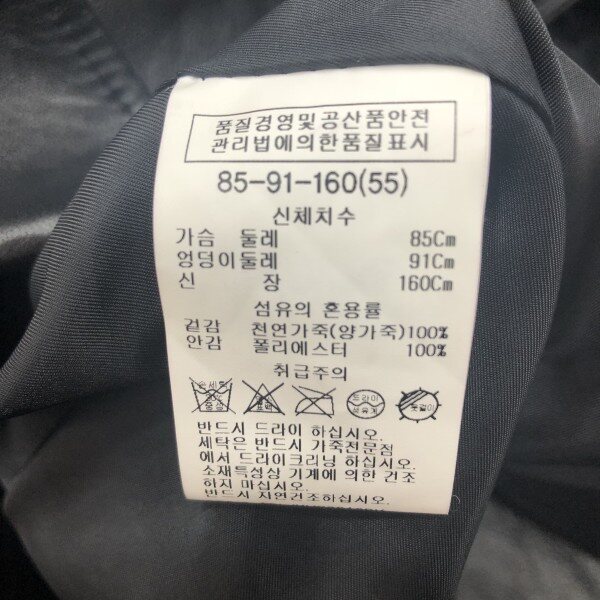 품질경영및공산품안전
관리법에의한품질표시
85-91-160(55)
신체치수
가슴 둘레 85Cm
엉덩이둘레 91Cm
신 장 160Cm
섬유의 혼용률
겉감 천연가죽(양가죽)100%
안감 폴리에스터 100%
취급주의
드라이
옷걸이
반드시 드라이 하십시오.
세탁은 반드시 가죽전문점
에서 드라이크리닝 하십시오.
소재특성상 기계에 의한 건조
하지 마십시오.
반드시 자연건조하십시오.